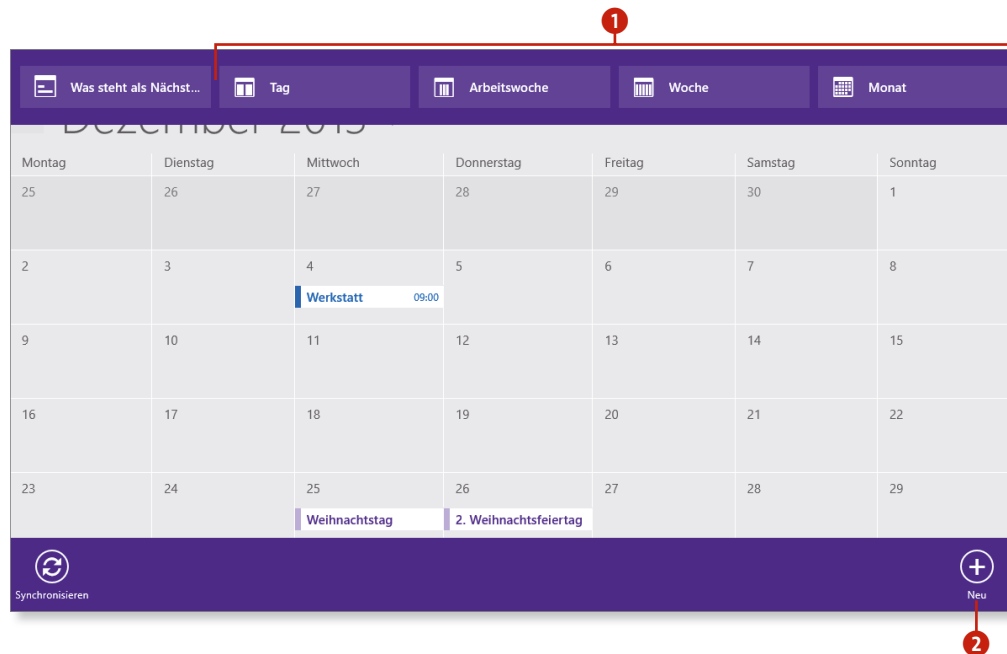 1
Was steht als Nächst... Tag Arbeitswoche Woche Monat
Dezember 2013
Montag Dienstag Mittwoch Donnerstag Freitag Samstag Sonntag
25 26 27 28 29 30 1
2 3 4 5 6 7 8
Werkstatt 09:00
9 10 11 12 13 14 15
16 17 18 19 20 21 22
23 24 25 26 27 28 29
Weihnachtstag 2. Weihnachtsfeiertag
Synchronisieren Neu
2